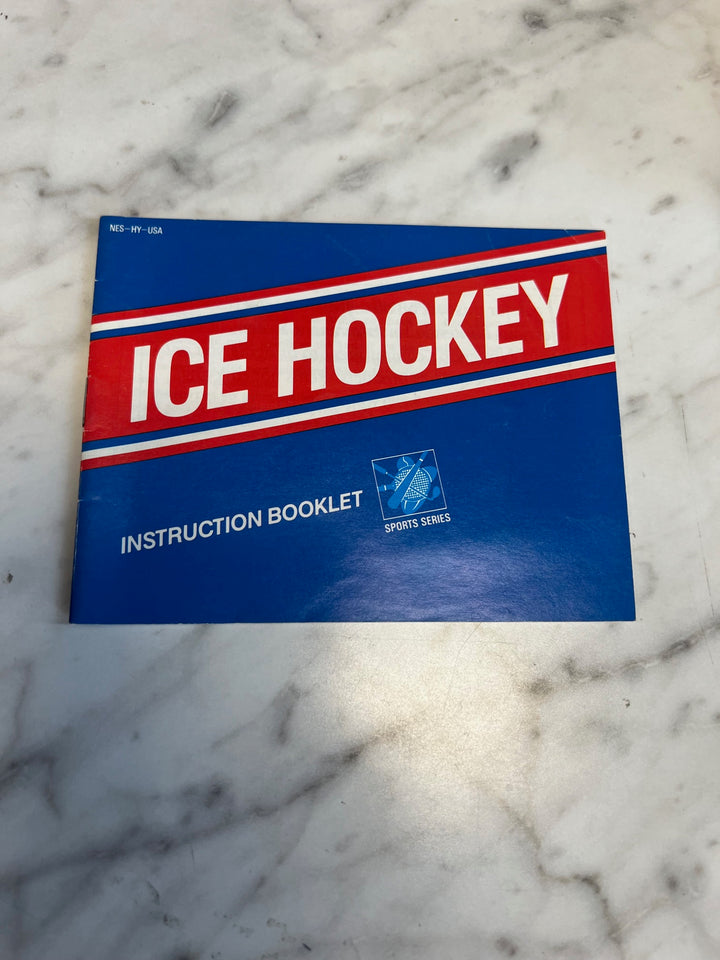 NES-HY-USA
ICE HOCKEY
INSTRUCTION BOOKLET
SPORTS SERIES